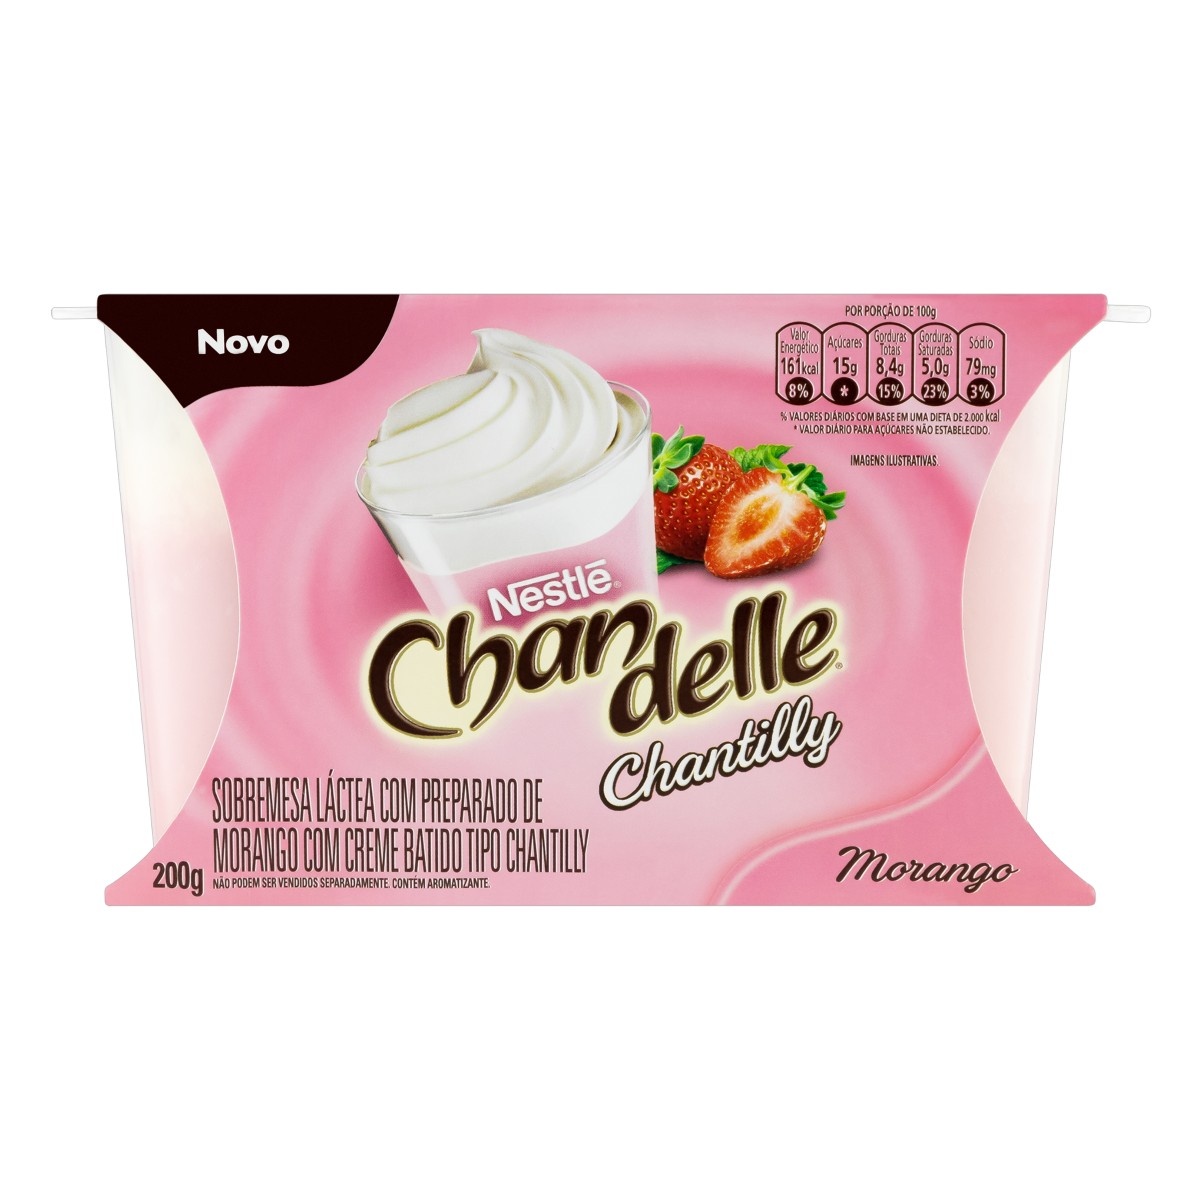 Novo
POR PORÇÃO DE 100g
Valor Energético 161kcal 8%
Açúcares 15g *
Gorduras Totais 8,4g 15%
Gorduras Saturadas 5,0g 23%
Sódio 79mg 3%
% VALORES DIÁRIOS COM BASE EM UMA DIETA DE 2.000 kcal
* VALOR DIÁRIO PARA AÇÚCARES NÃO ESTABELECIDO.
IMAGENS ILUSTRATIVAS.
Nestlé®
Chandelle®
Chantilly
SOBREMESA LÁCTEA COM PREPARADO DE
MORANGO COM CREME BATIDO TIPO CHANTILLY
200g NÃO PODEM SER VENDIDOS SEPARADAMENTE. CONTÉM AROMATIZANTE.
Morango